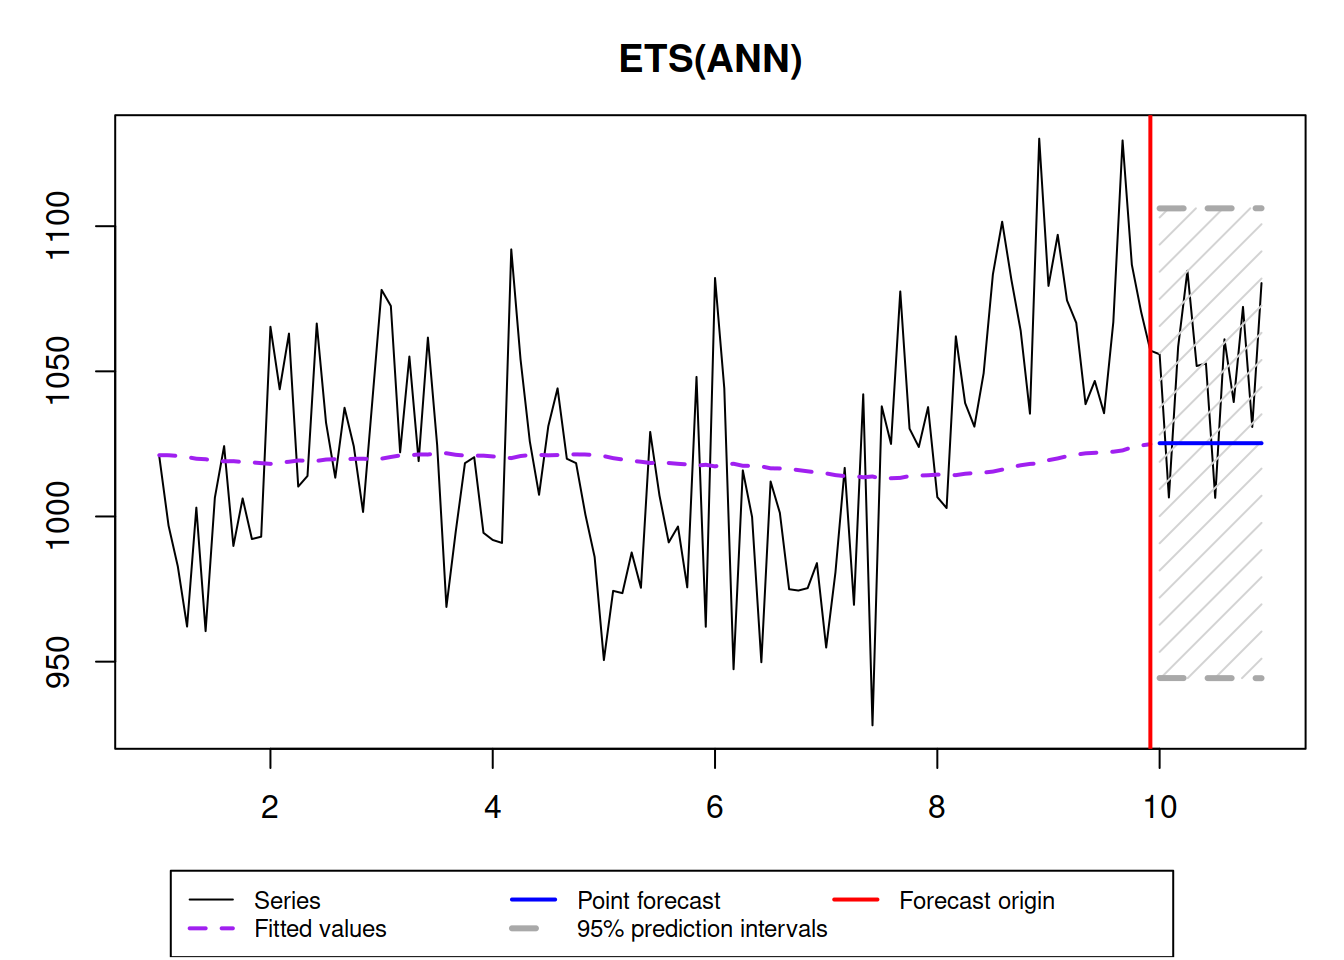 ETS(ANN)
1100
1050
1000
950
2 4 6 8 10
Series Point forecast Forecast origin
Fitted values 95% prediction intervals